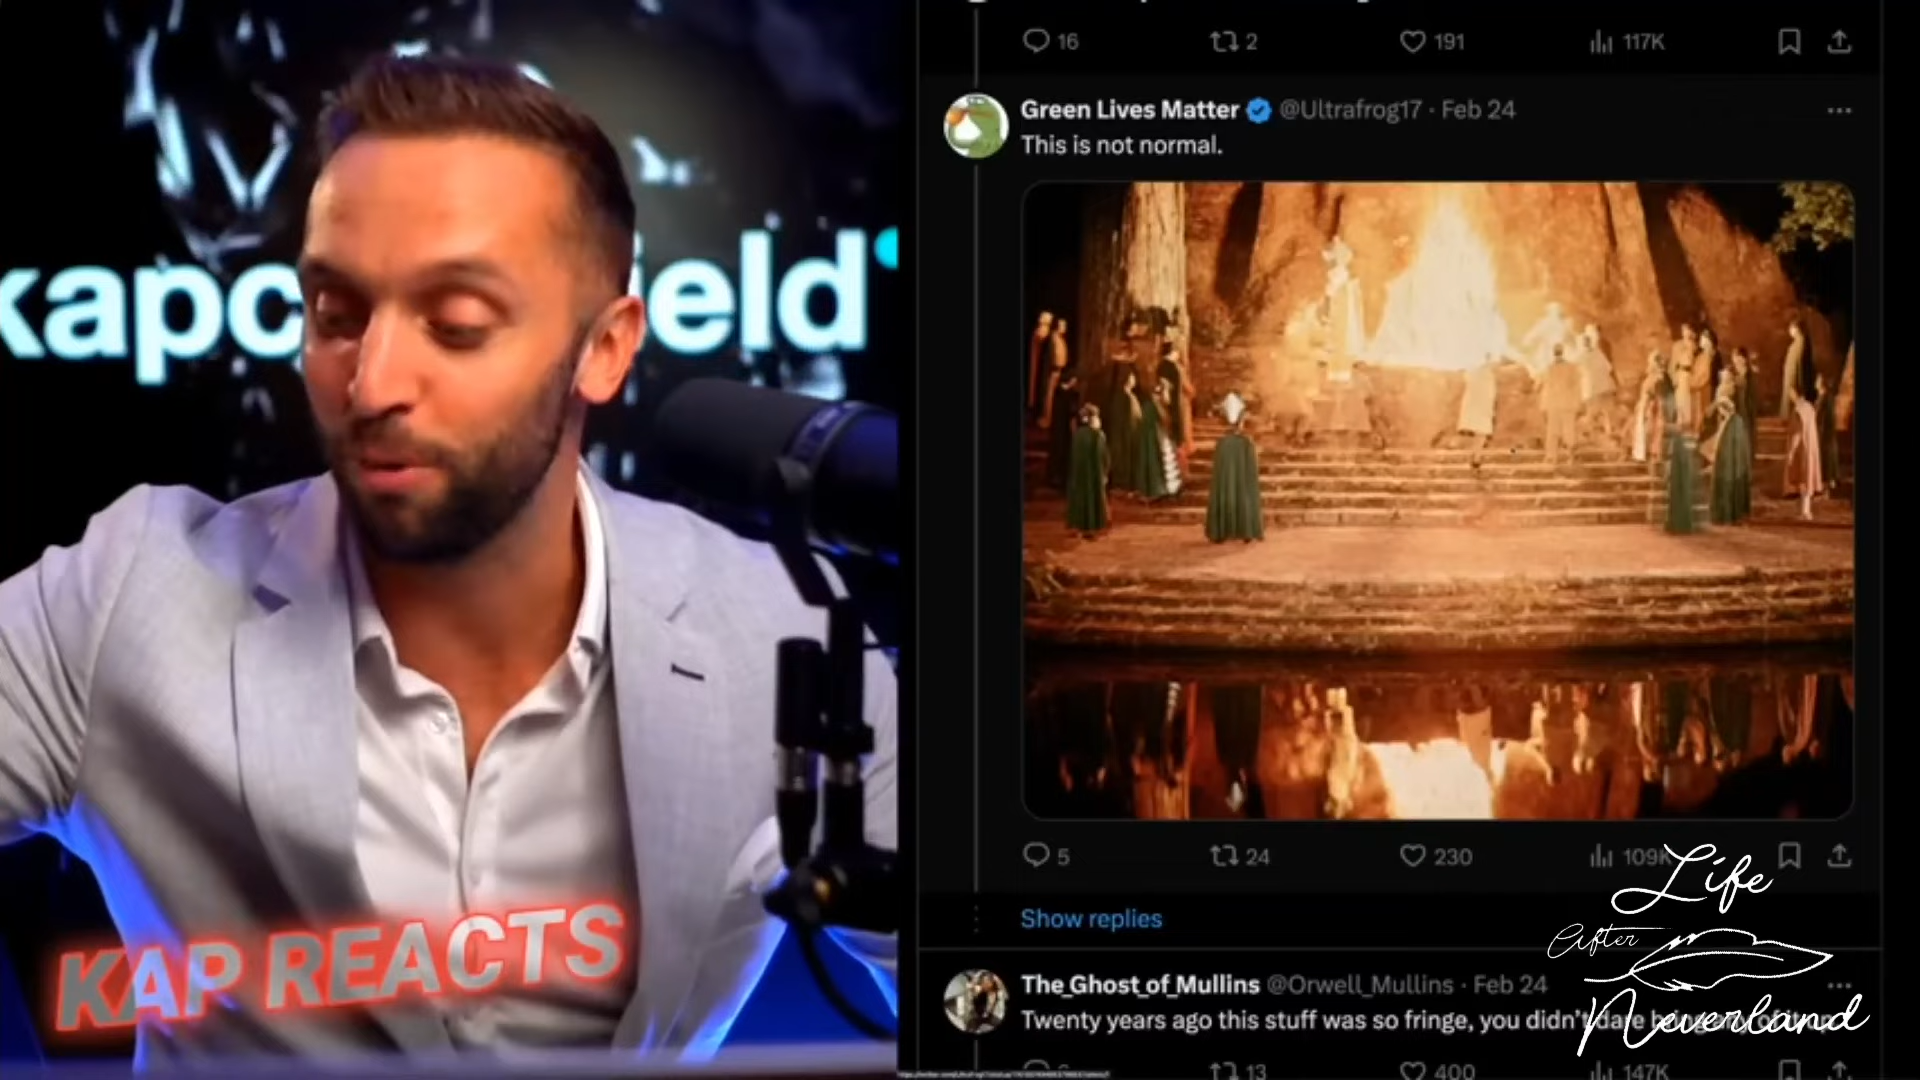 16 2 191 117K
Green Lives Matter @Ultrafrog17 · Feb 24
This is not normal.
kapc ield
5 24 230 109K
Show replies
KAP REACTS
Life
After
Neverland
The_Ghost_of_Mullins @Orwell_Mullins · Feb 24
Twenty years ago this stuff was so fringe, you didn't dare
13 400 147K